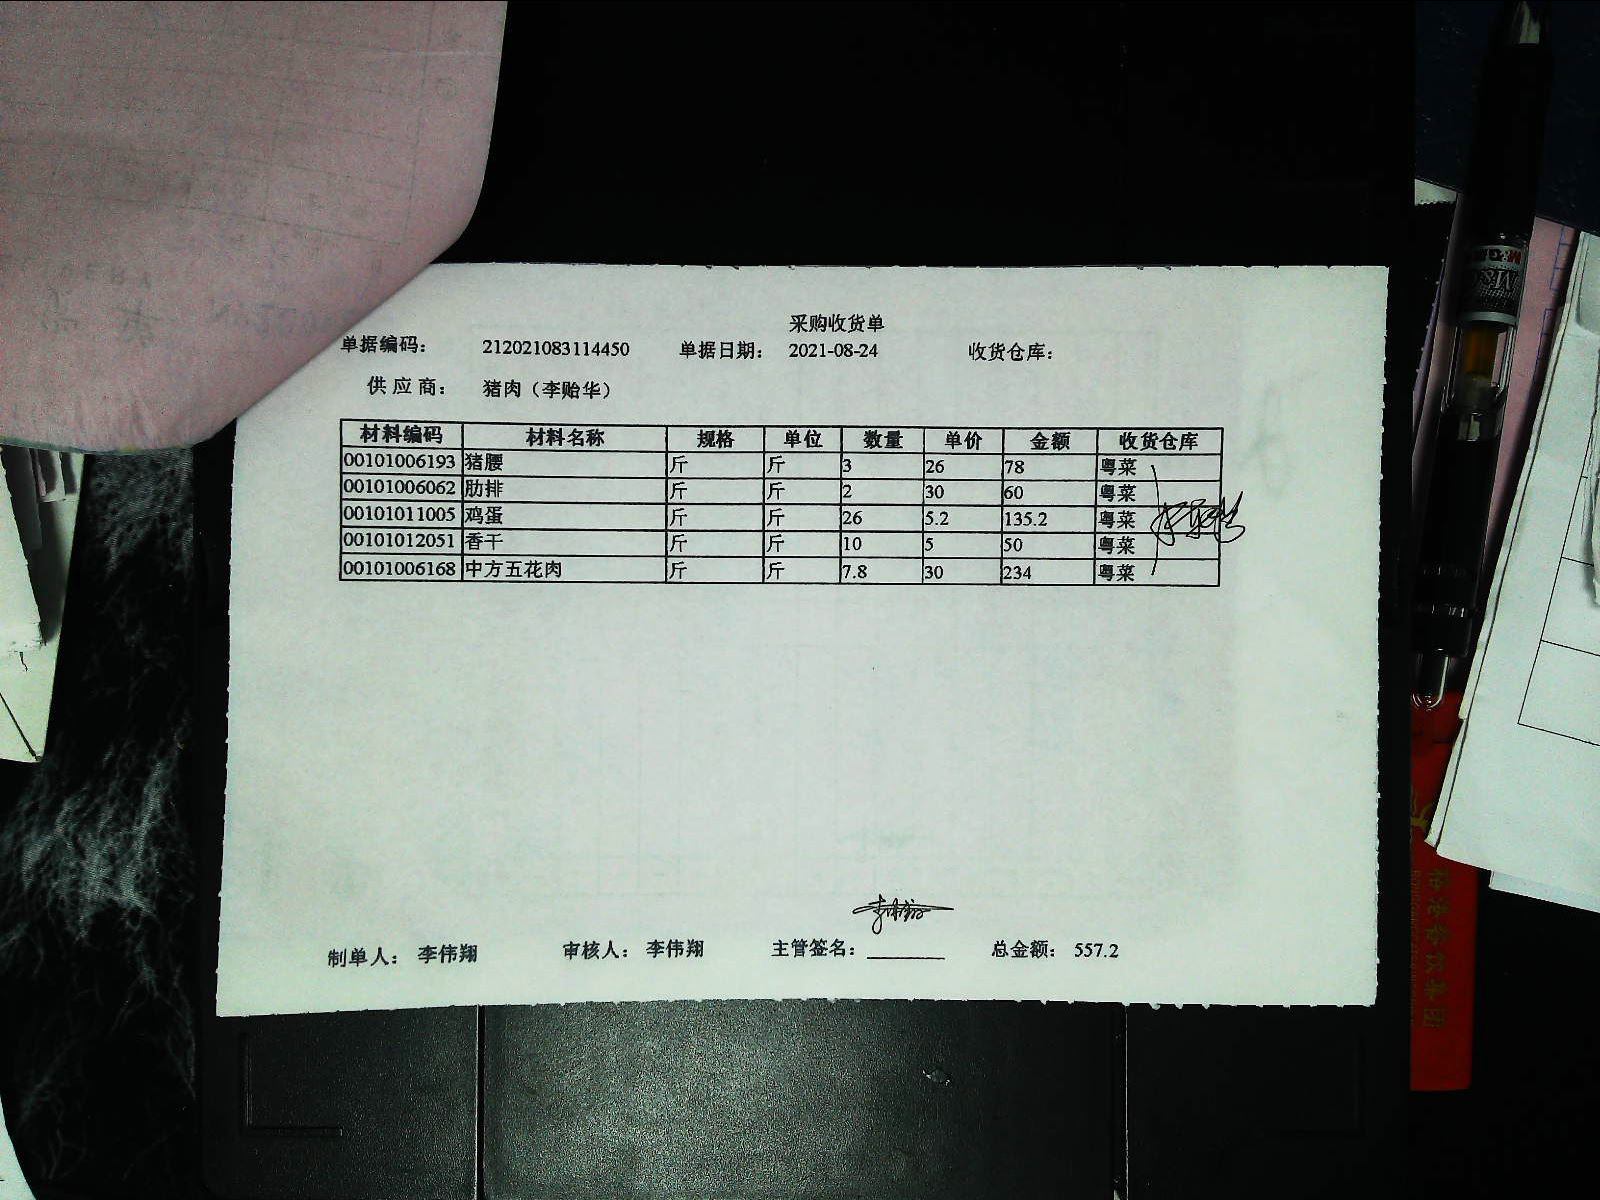 采购收货单
单据编码： 212021083114450 单据日期： 2021-08-24 收货仓库：
供应商： 猪肉（李贻华）
材料编码 材料名称 规格 单位 数量 单价 金额 收货仓库
00101006193 猪腰 斤 斤 3 26 78 粤菜
00101006062 肋排 斤 斤 2 30 60 粤菜
00101011005 鸡蛋 斤 斤 26 5.2 135.2 粤菜
00101012051 香干 斤 斤 10 5 50 粤菜
00101006168 中方五花肉 斤 斤 7.8 30 234 粤菜
制单人： 李伟翔 审核人： 李伟翔 主管签名： 总金额： 557.2